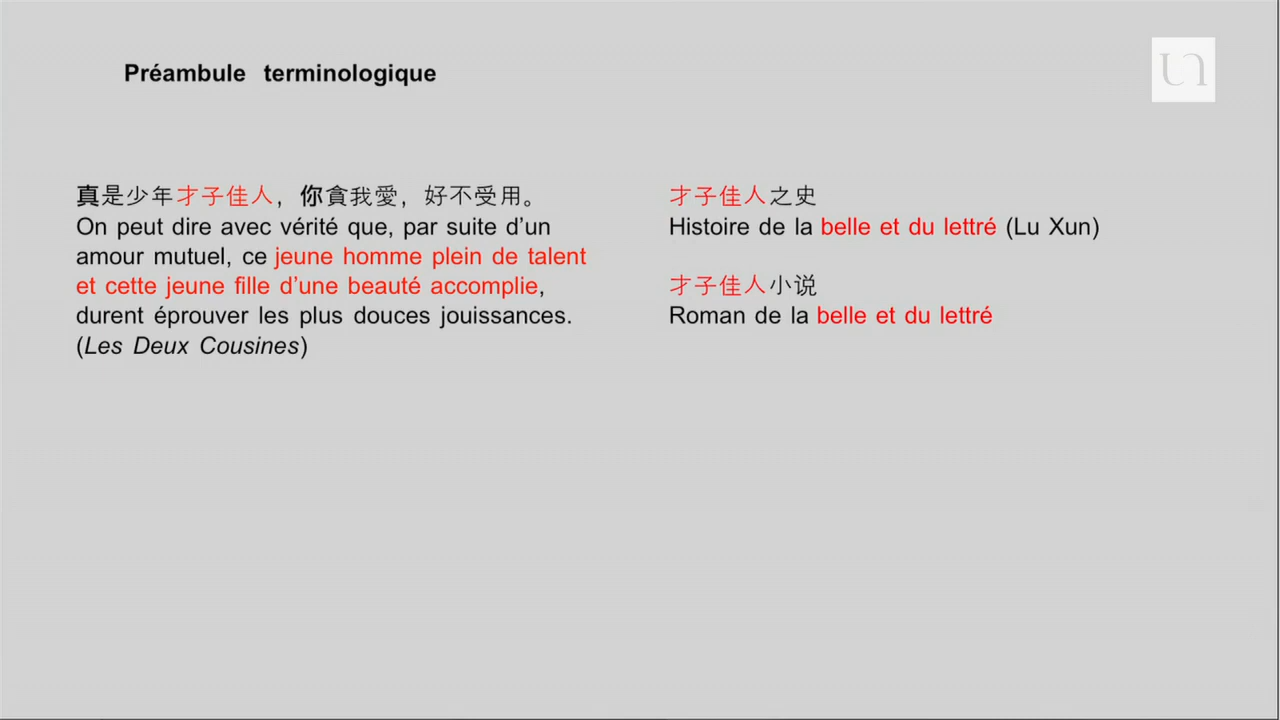 Préambule terminologique
真是少年才子佳人，你貪我愛，好不受用。
On peut dire avec vérité que, par suite d’un
amour mutuel, ce jeune homme plein de talent
et cette jeune fille d’une beauté accomplie,
durent éprouver les plus douces jouissances.
(Les Deux Cousines)
才子佳人之史
Histoire de la belle et du lettré (Lu Xun)
才子佳人小说
Roman de la belle et du lettré